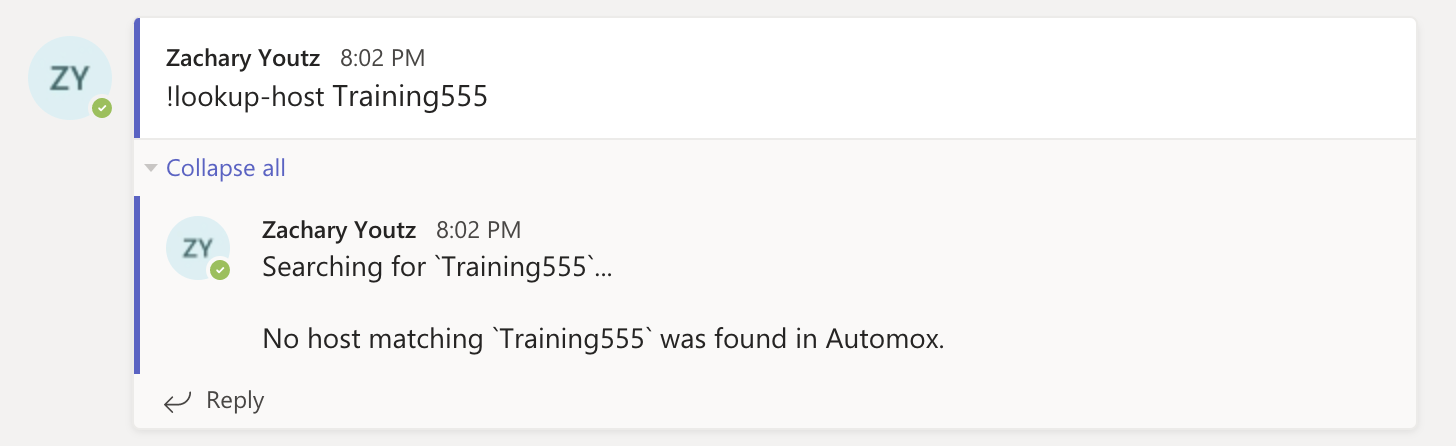 ZY
Zachary Youtz 8:02 PM
!lookup-host Training555
Collapse all
ZY
Zachary Youtz 8:02 PM
Searching for `Training555`...
No host matching `Training555` was found in Automox.
Reply